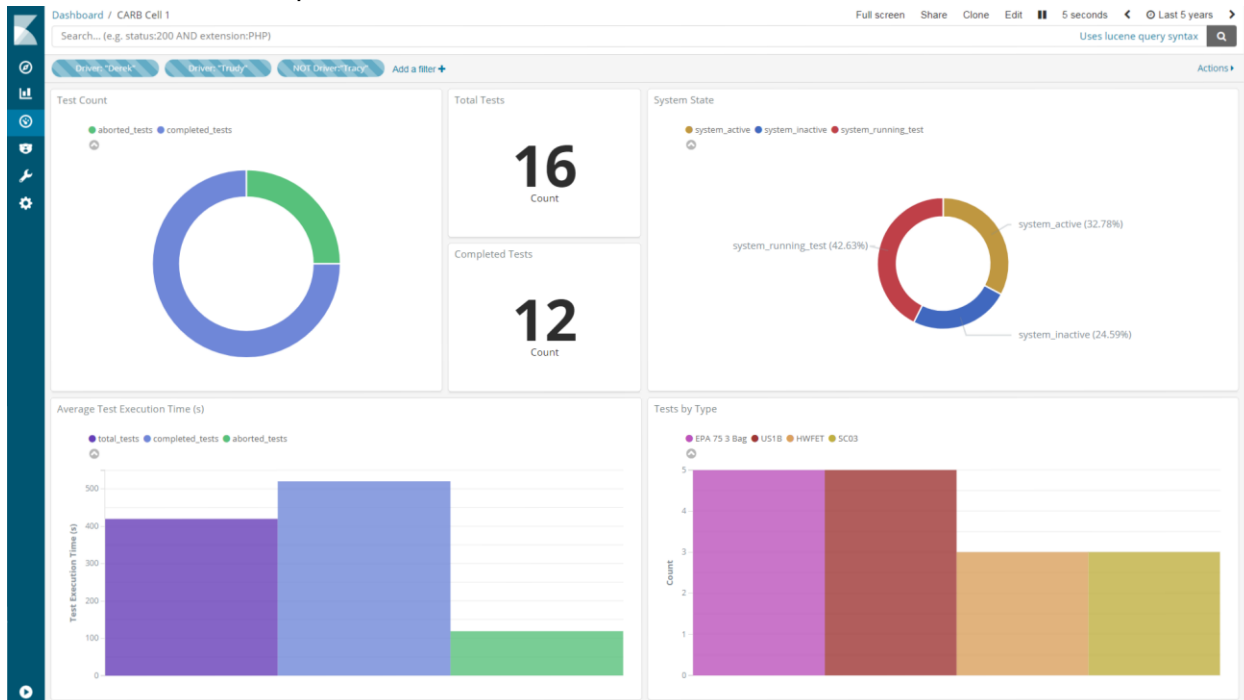 Dashboard / CARB Cell 1
Full screen Share Clone Edit 5 seconds Last 5 years
Search... (e.g. status:200 AND extension:PHP)
Uses lucene query syntax
Driver: "Derek" Driver: "Trudy" NOT Driver:"Tracy" Add a filter +
Actions
Test Count
aborted_tests completed_tests
Total Tests
16
Count
Completed Tests
12
Count
System State
system_active system_inactive system_running_test
system_active (32.78%)
system_running_test (42.63%)
system_inactive (24.59%)
Average Test Execution Time (s)
total_tests completed_tests aborted_tests
Test Execution Time (s)
500
400
300
200
100
0
Tests by Type
EPA 75 3 Bag US1B HWFET SC03
Count
5
4
3
2
1
0